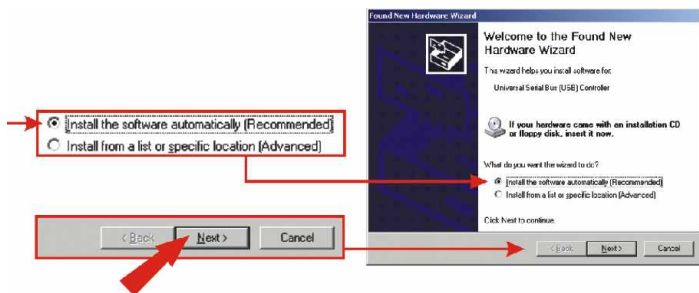 Install the software automatically (Recommended)
Install from a list or specific location (Advanced)
< Back
Next >
Cancel
Found New Hardware Wizard
Welcome to the Found New
Hardware Wizard
This wizard helps you install software for:
Universal Serial Bus (USB) Controller
If your hardware came with an installation CD
or floppy disk, insert it now.
What do you want the wizard to do?
Install the software automatically (Recommended)
Install from a list or specific location (Advanced)
Click Next to continue.
< Back
Next >
Cancel